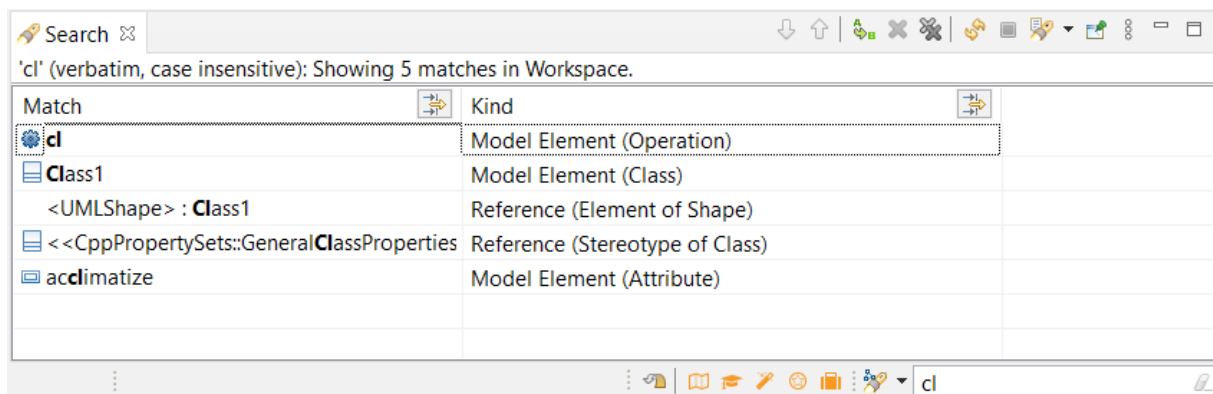 Search
'cl' (verbatim, case insensitive): Showing 5 matches in Workspace.
Match Kind
cl Model Element (Operation)
Class1 Model Element (Class)
<UMLShape> : Class1 Reference (Element of Shape)
<<CppPropertySets::GeneralClassProperties Reference (Stereotype of Class)
acclimatize Model Element (Attribute)
cl